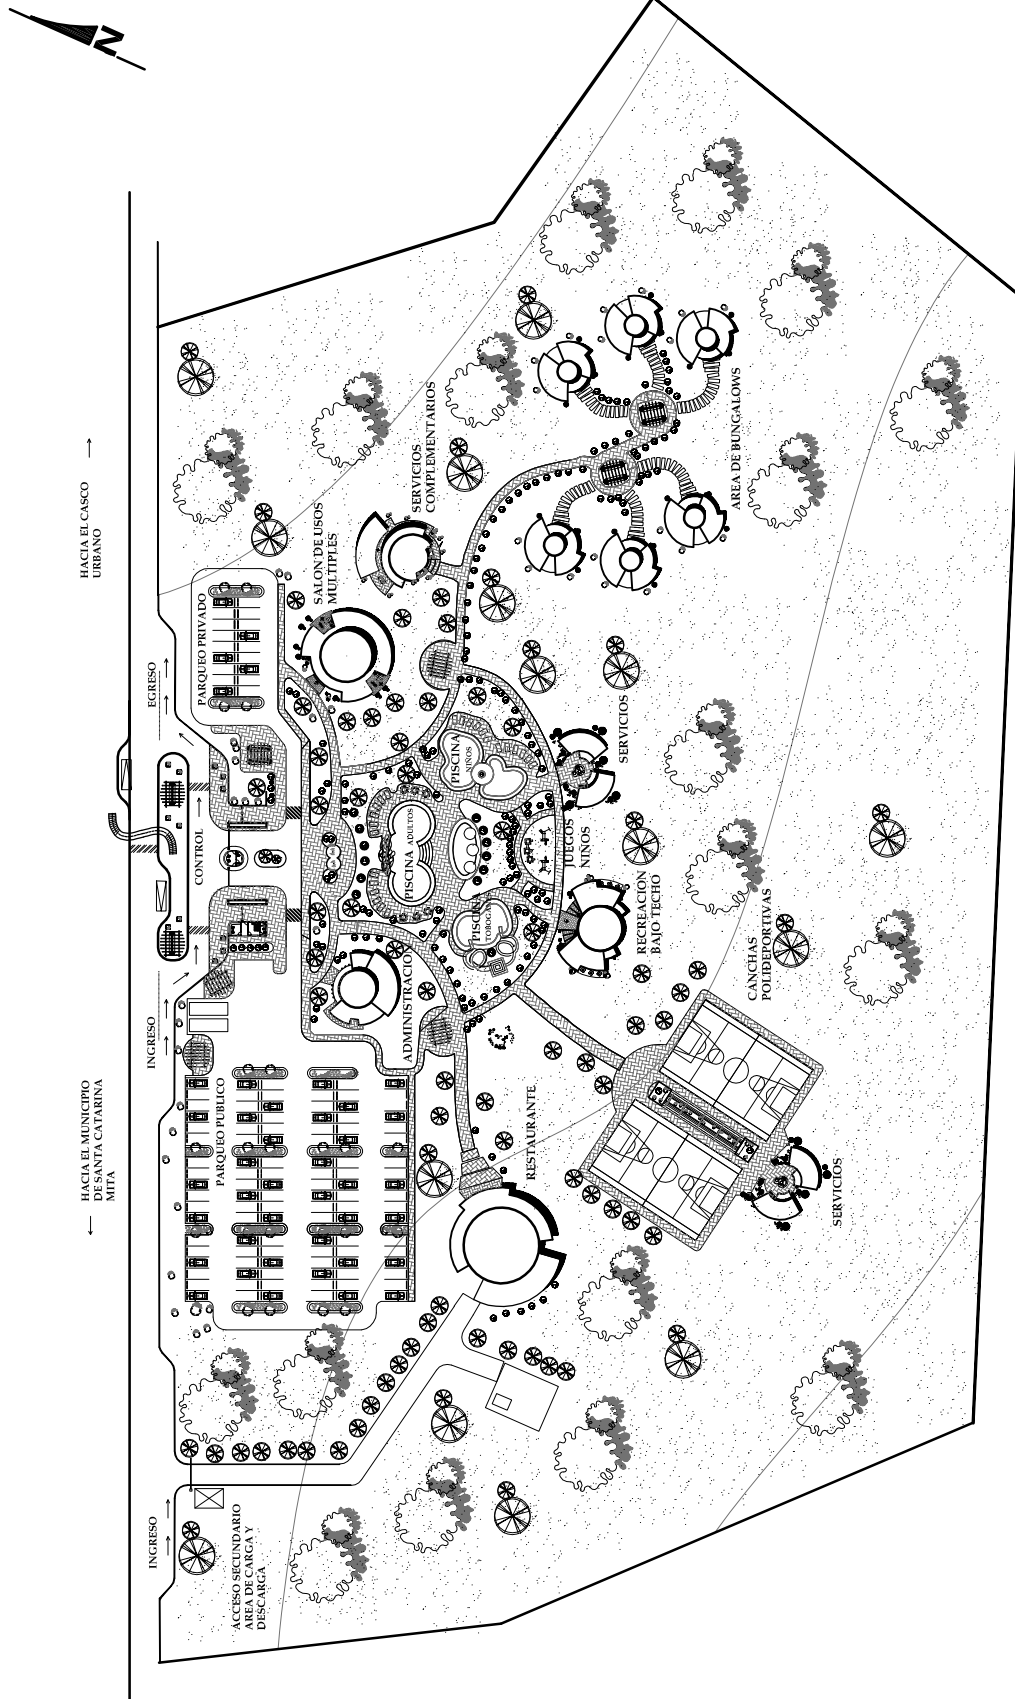 N
HACIA EL CASCO
URBANO
HACIA EL MUNICIPIO
DE SANTA CATARINA
MITA
EGRESO
INGRESO
INGRESO
CONTROL
PARQUEO PRIVADO
PARQUEO PUBLICO
ACCESO SECUNDARIO
AREA DE CARGA Y
DESCARGA
SALON DE USOS
MULTIPLES
SERVICIOS
COMPLEMENTARIOS
ADMINISTRACION
PISCINA ADULTOS
PISCINA
NIÑOS
PISCINA
TOBOGAN
JUEGOS
NIÑOS
SERVICIOS
RECREACION
BAJO TECHO
RESTAURANTE
AREA DE BUNGALOWS
CANCHAS
POLIDEPORTIVAS
SERVICIOS